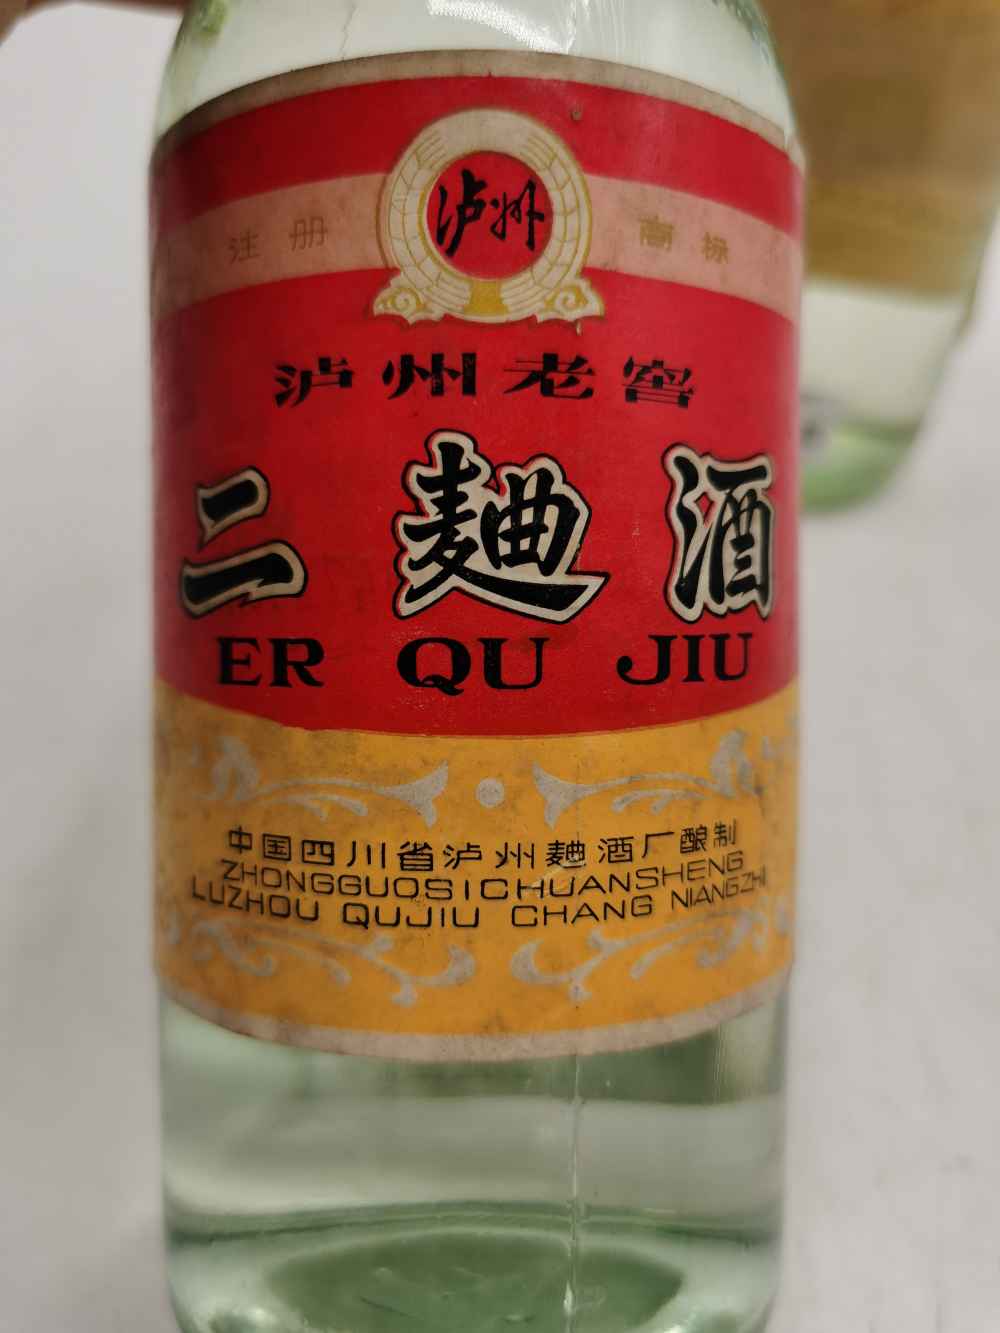 泸州
注册 商标
泸州老窖
二麯酒
ER QU JIU
中国四川省泸州麯酒厂酿制
ZHONGGUOSICHUANSHENG
LUZHOU QUJIU CHANG NIANGZHI